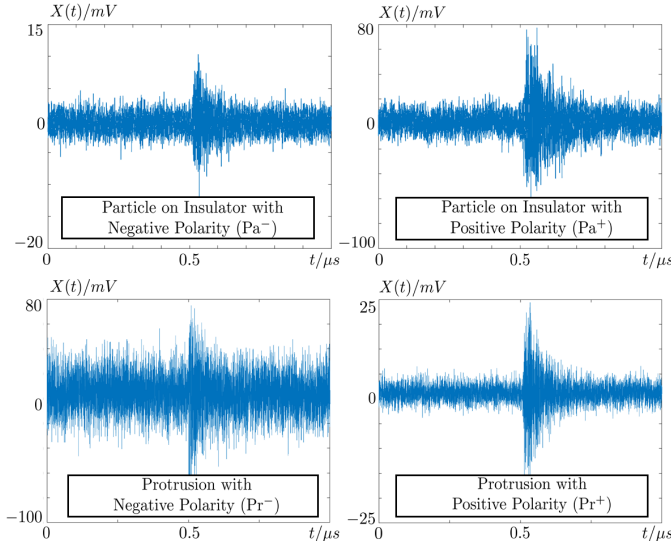 X(t)/mV
15
0
−20
0
0.5
t/µs
Particle on Insulator with
Negative Polarity (Pa⁻)
X(t)/mV
80
0
−100
0
0.5
t/µs
Particle on Insulator with
Positive Polarity (Pa⁺)
X(t)/mV
80
0
−100
0
0.5
t/µs
Protrusion with
Negative Polarity (Pr⁻)
X(t)/mV
25
0
−25
0
0.5
t/µs
Protrusion with
Positive Polarity (Pr⁺)